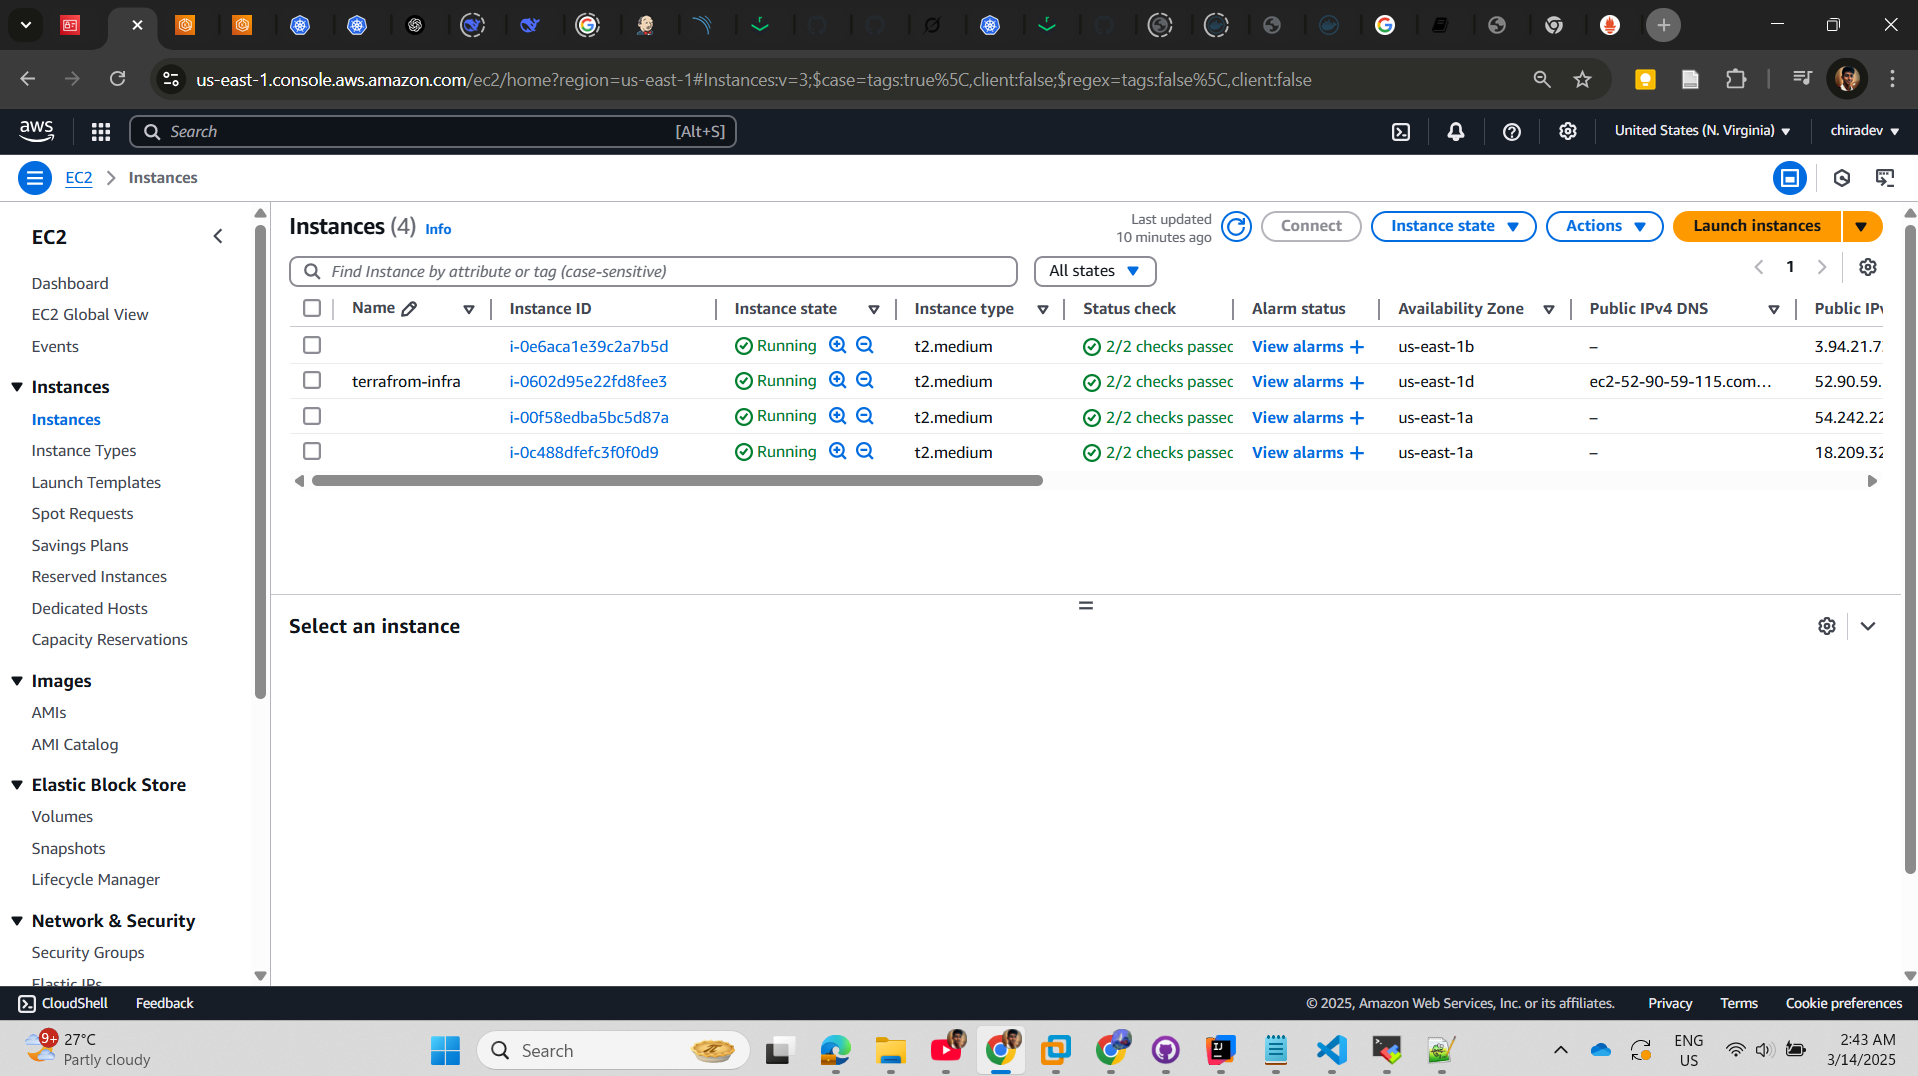 us-east-1.console.aws.amazon.com/ec2/home?region=us-east-1#Instances:v=3;$case=tags:true%5C,client:false;$regex=tags:false%5C,client:false
aws
Search
[Alt+S]
United States (N. Virginia)
chiradev
EC2
Instances
EC2
Dashboard
EC2 Global View
Events
Instances
Instances
Instance Types
Launch Templates
Spot Requests
Savings Plans
Reserved Instances
Dedicated Hosts
Capacity Reservations
Images
AMIs
AMI Catalog
Elastic Block Store
Volumes
Snapshots
Lifecycle Manager
Network & Security
Security Groups
Elastic IPs
Instances (4) Info
Last updated
10 minutes ago
Connect
Instance state
Actions
Launch instances
Find Instance by attribute or tag (case-sensitive)
All states
1
Name Instance ID Instance state Instance type Status check Alarm status Availability Zone Public IPv4 DNS Public IPv
i-0e6aca1e39c2a7b5d Running t2.medium 2/2 checks passec View alarms + us-east-1b – 3.94.21.7
terrafrom-infra i-0602d95e22fd8fee3 Running t2.medium 2/2 checks passec View alarms + us-east-1d ec2-52-90-59-115.com... 52.90.59.
i-00f58edba5bc5d87a Running t2.medium 2/2 checks passec View alarms + us-east-1a – 54.242.22
i-0c488dfefc3f0f0d9 Running t2.medium 2/2 checks passec View alarms + us-east-1a – 18.209.32
Select an instance
CloudShell
Feedback
© 2025, Amazon Web Services, Inc. or its affiliates.
Privacy
Terms
Cookie preferences
9+
27°C
Partly cloudy
Search
ENG
US
2:43 AM
3/14/2025